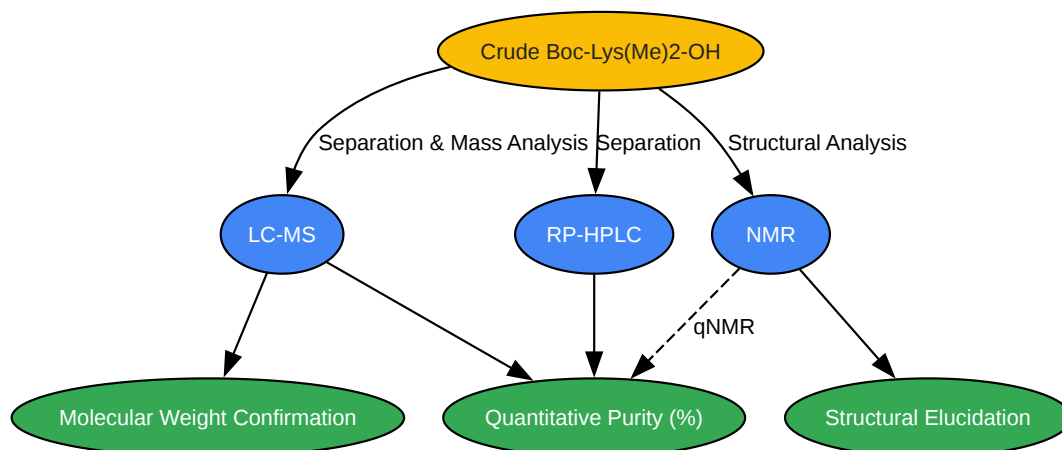 Crude Boc-Lys(Me)2-OH
Separation & Mass Analysis
Separation
Structural Analysis
LC-MS
RP-HPLC
NMR
qNMR
Molecular Weight Confirmation
Quantitative Purity (%)
Structural Elucidation